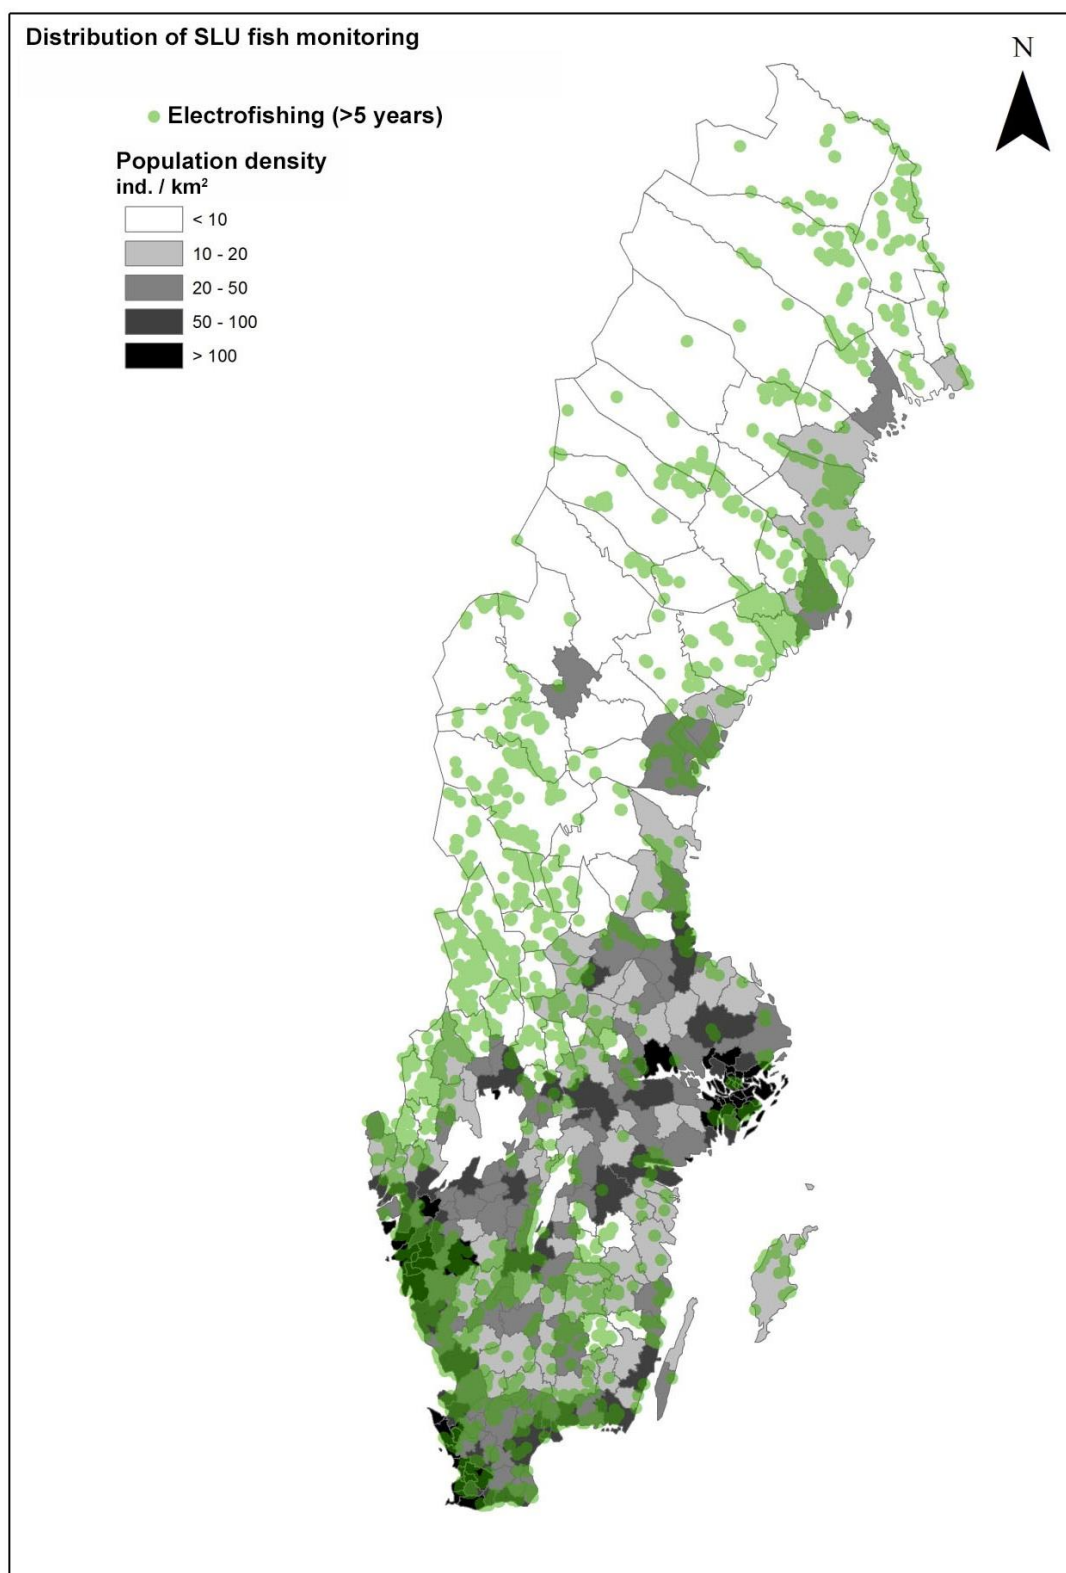 Distribution of SLU fish monitoring
N
Electrofishing (>5 years)
Population density
ind. / km²
< 10
10 - 20
20 - 50
50 - 100
> 100